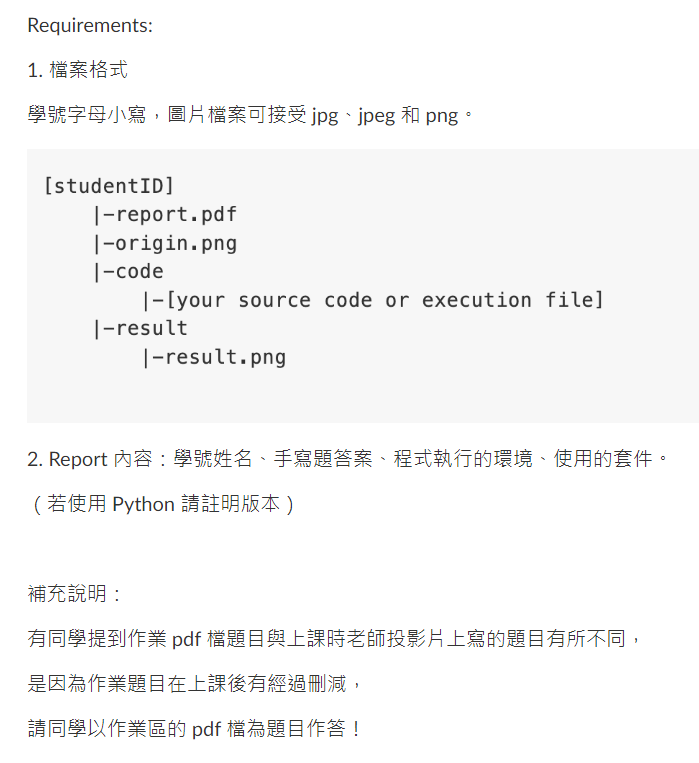 Requirements:
1. 檔案格式
學號字母小寫，圖片檔案可接受 jpg、jpeg 和 png。
[studentID]
    |-report.pdf
    |-origin.png
    |-code
        |-[your source code or execution file]
    |-result
        |-result.png
2. Report 內容：學號姓名、手寫題答案、程式執行的環境、使用的套件。
（若使用 Python 請註明版本）
補充說明：
有同學提到作業 pdf 檔題目與上課時老師投影片上寫的題目有所不同，
是因為作業題目在上課後有經過刪減，
請同學以作業區的 pdf 檔為題目作答！